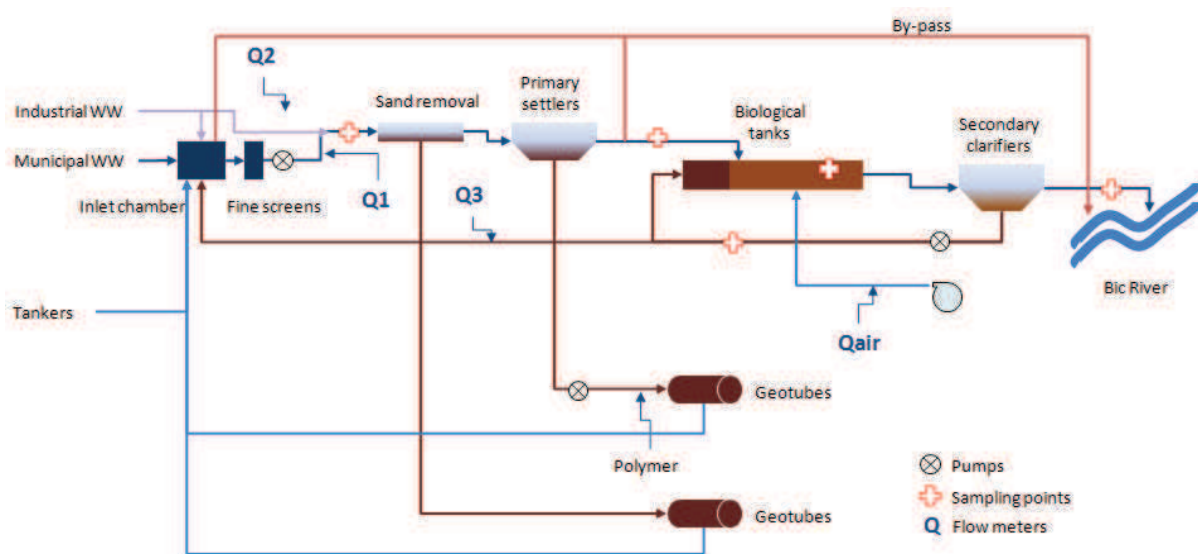 By-pass
Q2
Primary
settlers
Industrial WW
Sand removal
Biological
tanks
Secondary
clarifiers
Municipal WW
Inlet chamber
Fine screens
Q1
Q3
Bic River
Tankers
Qair
Geotubes
Polymer
Pumps
Sampling points
Geotubes
Q Flow meters